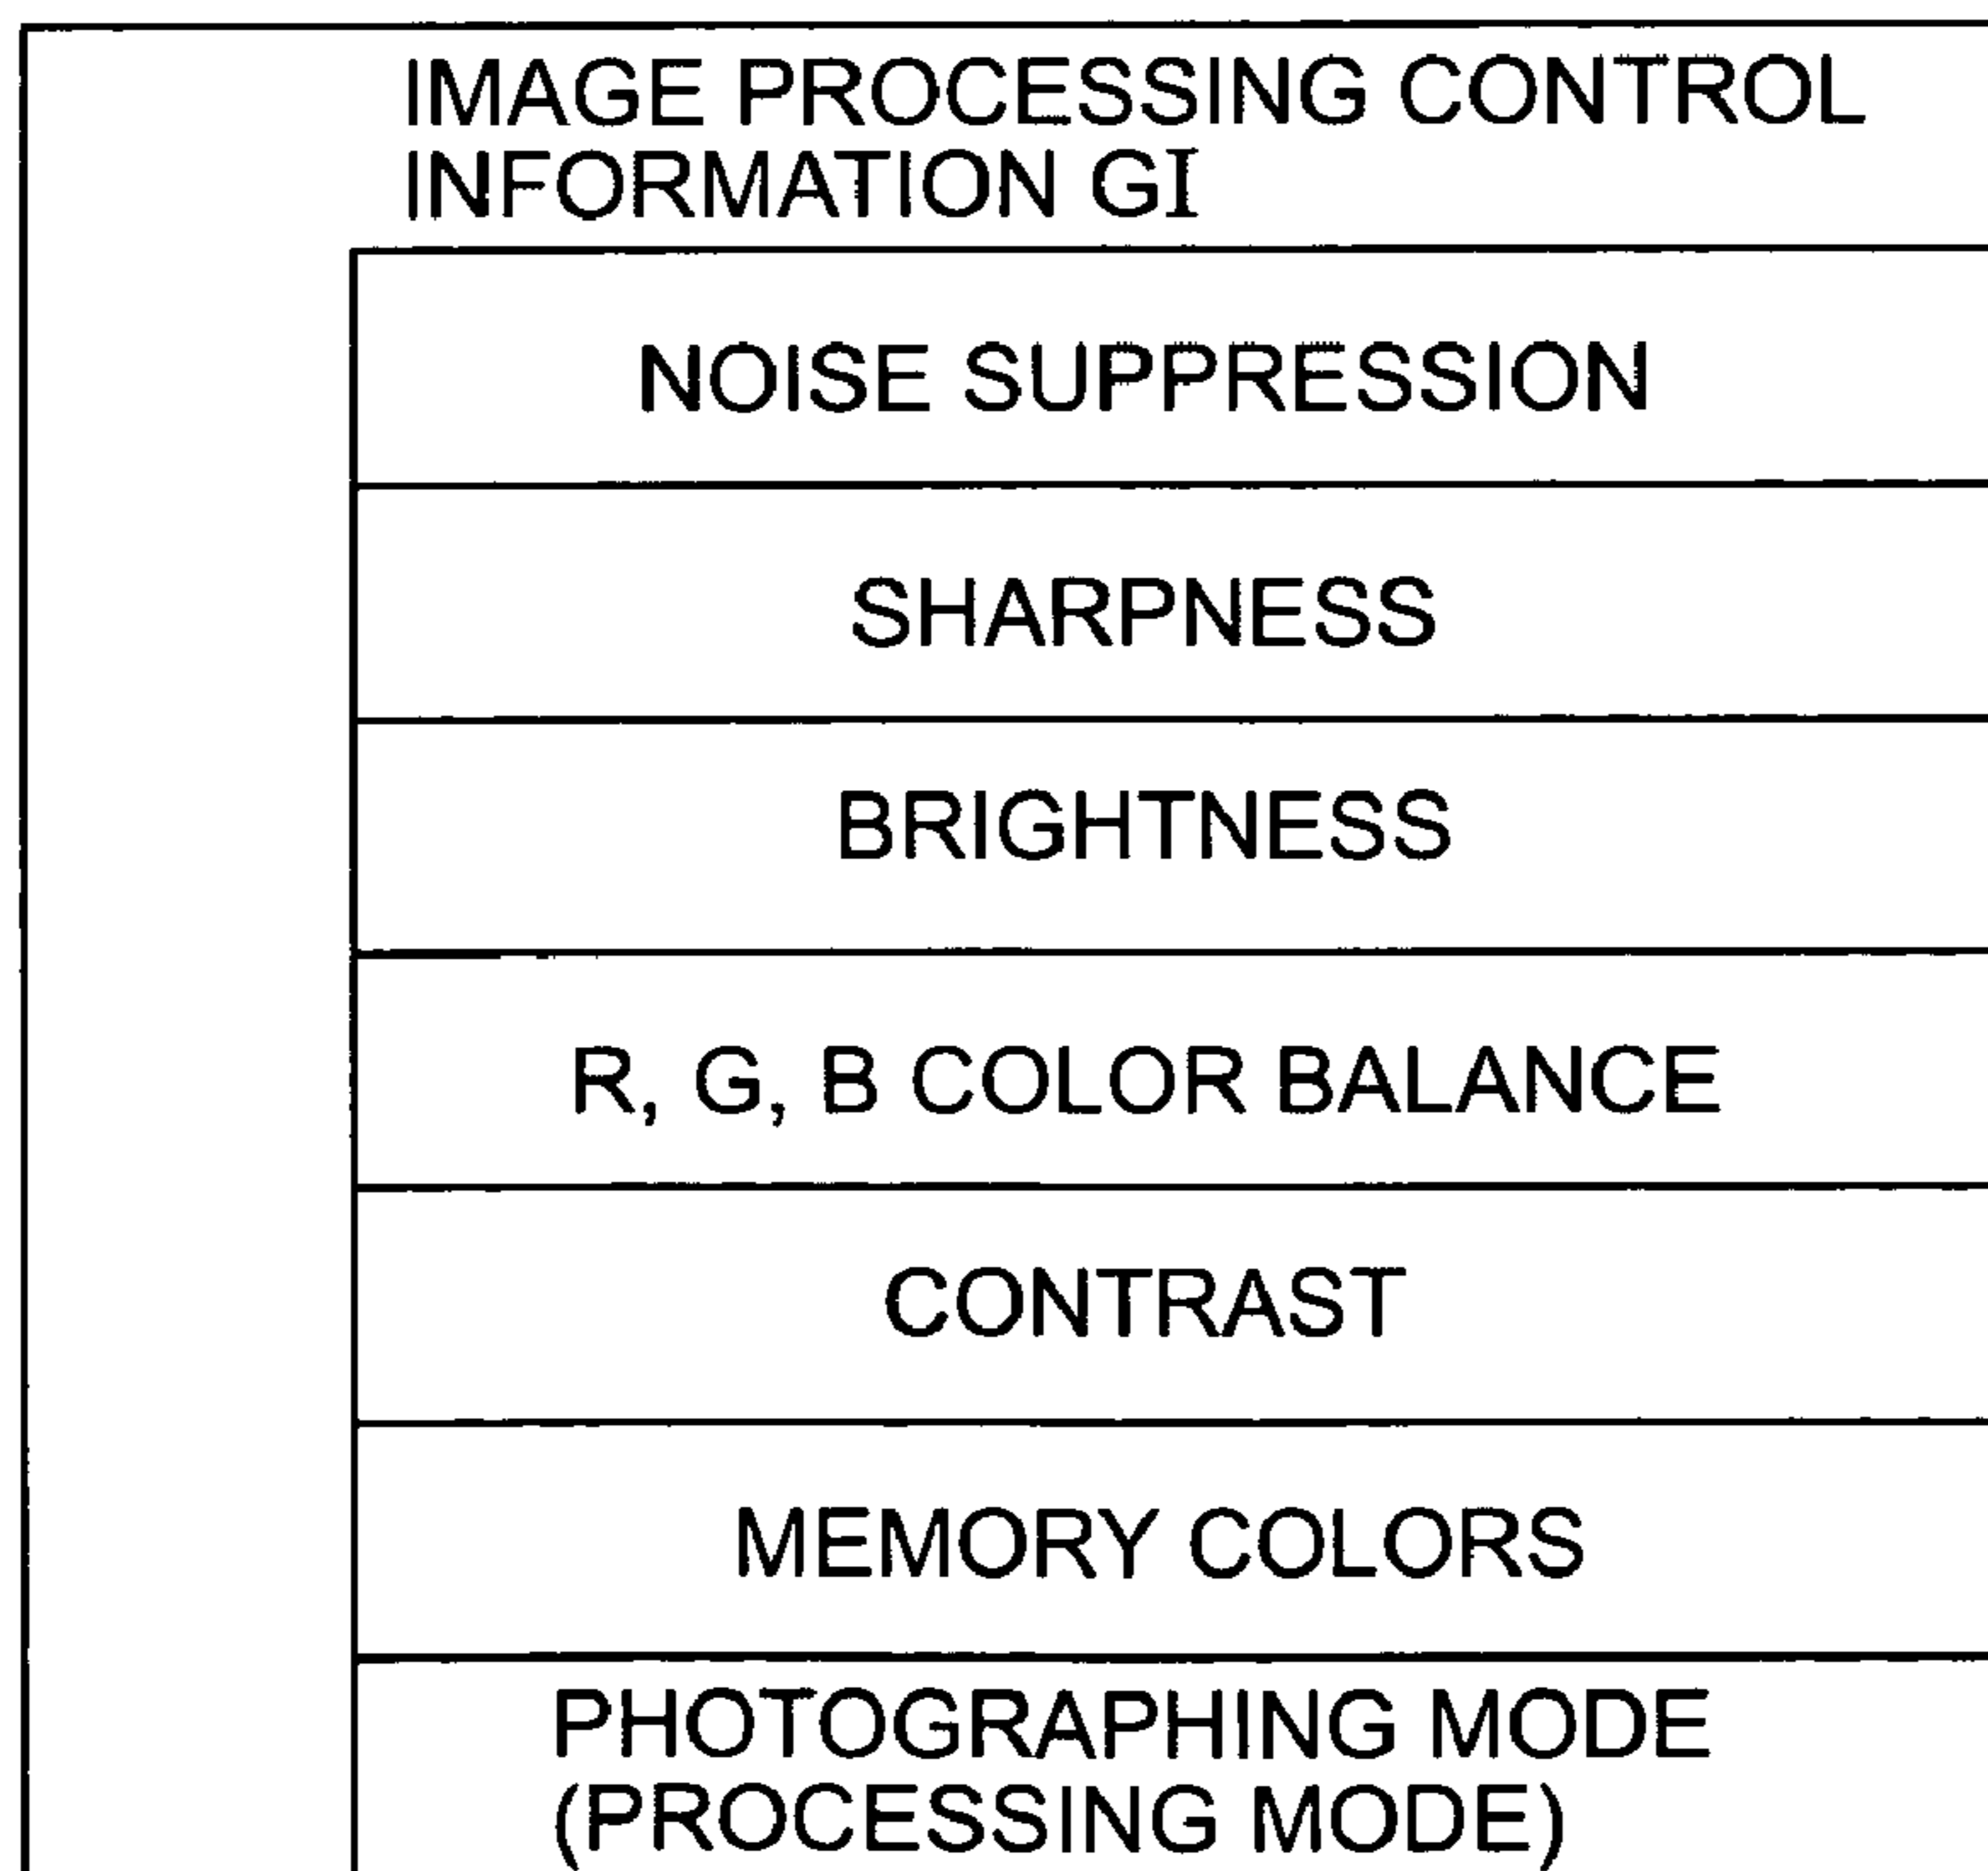 IMAGE PROCESSING CONTROL
INFORMATION GI
NOISE SUPPRESSION
SHARPNESS
BRIGHTNESS
R, G, B COLOR BALANCE
CONTRAST
MEMORY COLORS
PHOTOGRAPHING MODE
(PROCESSING MODE)